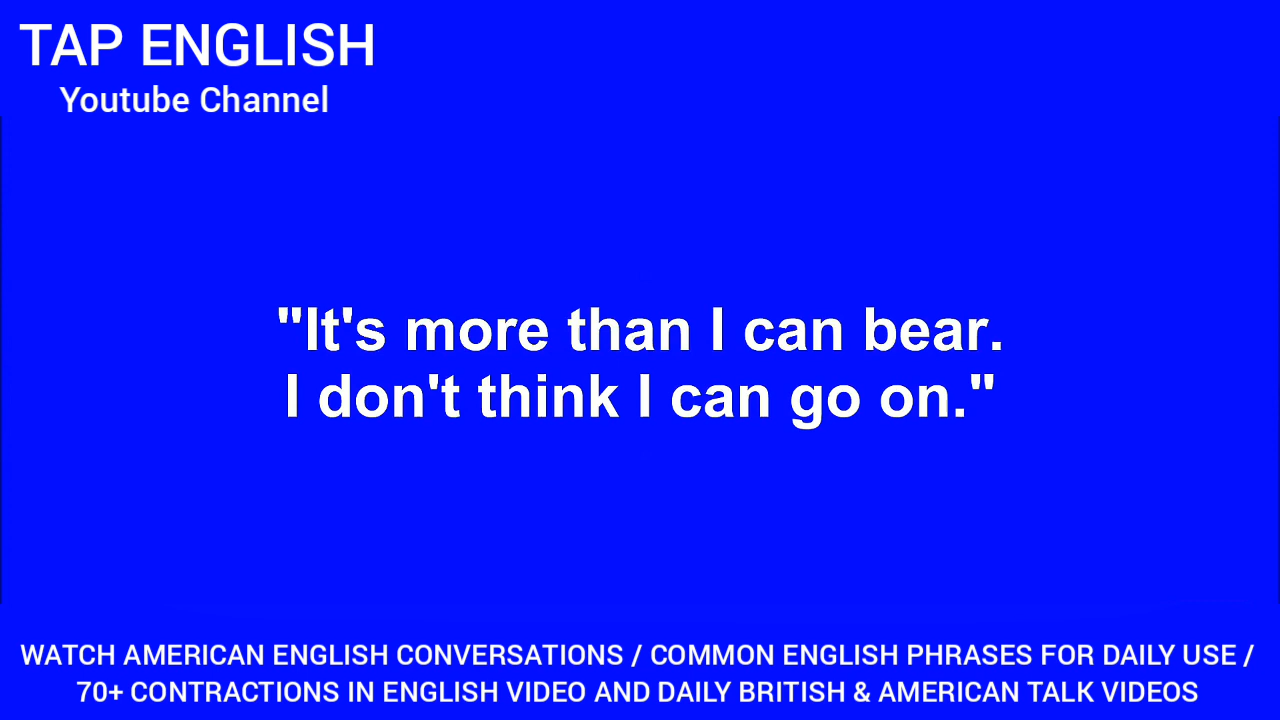 TAP ENGLISH
Youtube Channel
"It's more than I can bear.
I don't think I can go on."
WATCH AMERICAN ENGLISH CONVERSATIONS / COMMON ENGLISH PHRASES FOR DAILY USE /
70+ CONTRACTIONS IN ENGLISH VIDEO AND DAILY BRITISH & AMERICAN TALK VIDEOS